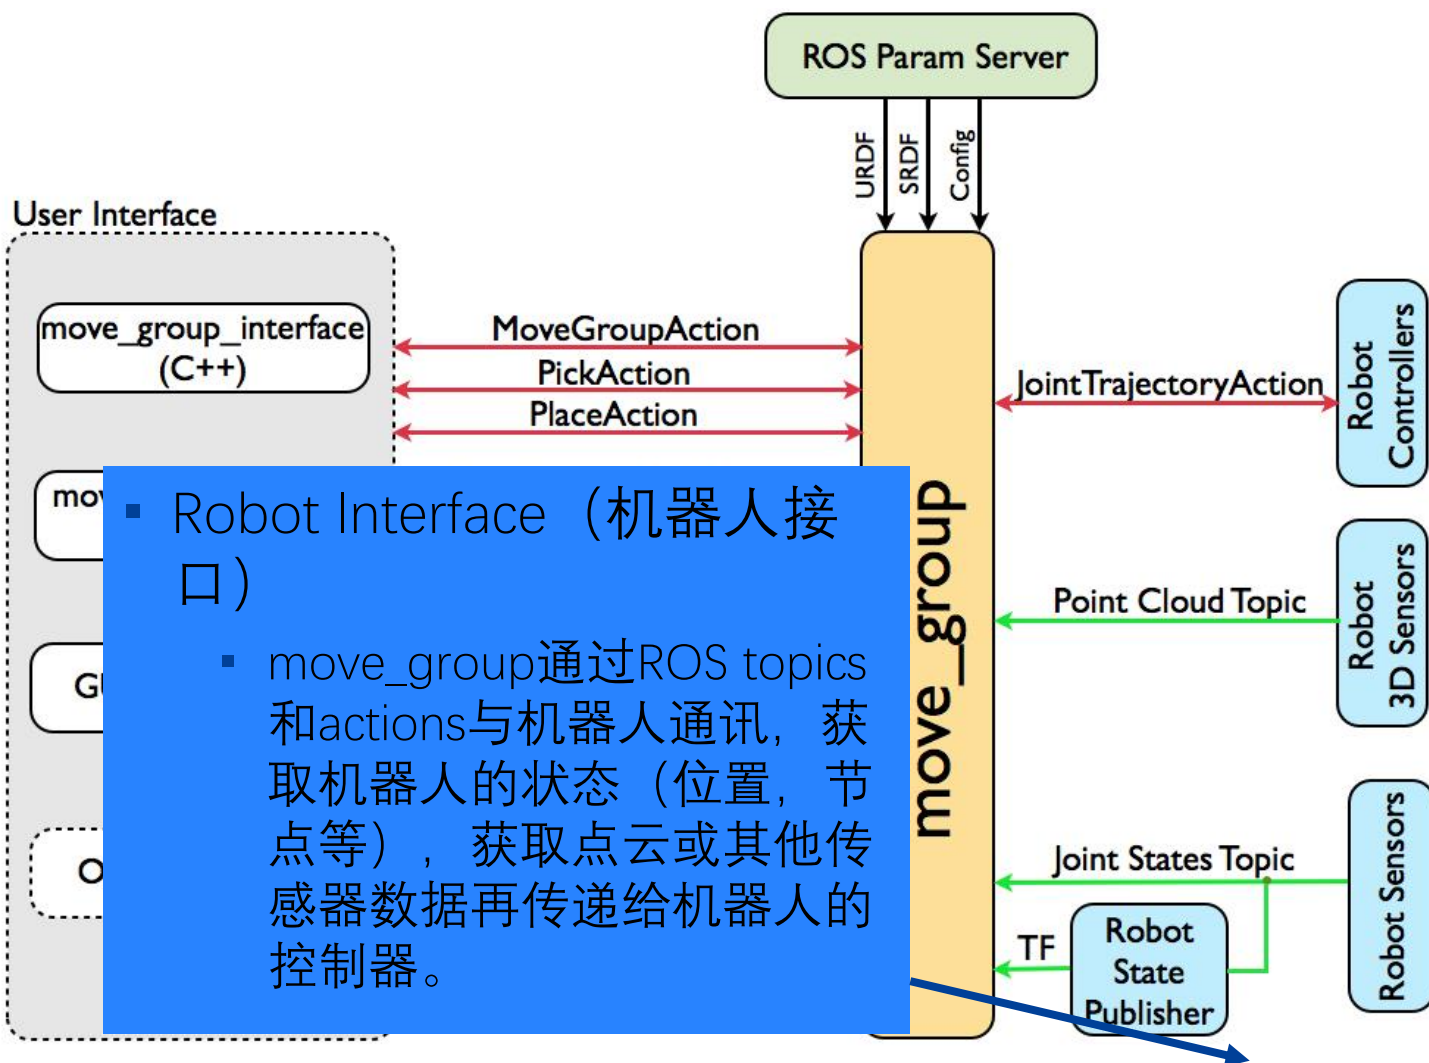 ROS Param Server
URDF
SRDF
Config
User Interface
move_group_interface
(C++)
MoveGroupAction
PickAction
PlaceAction
JointTrajectoryAction
Robot
Controllers
move_group
▪ Robot Interface（机器人接
口）
▪ move_group通过ROS topics
和actions与机器人通讯，获
取机器人的状态（位置，节
点等），获取点云或其他传
感器数据再传递给机器人的
控制器。
Point Cloud Topic
Robot
3D Sensors
Joint States Topic
Robot Sensors
TF
Robot
State
Publisher